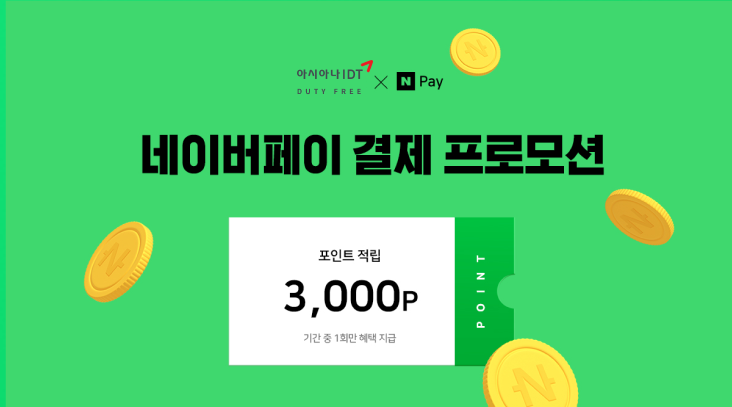 아시아나IDT
DUTY FREE
N Pay
네이버페이 결제 프로모션
포인트 적립
3,000P
기간 중 1회만 혜택 지급
POINT